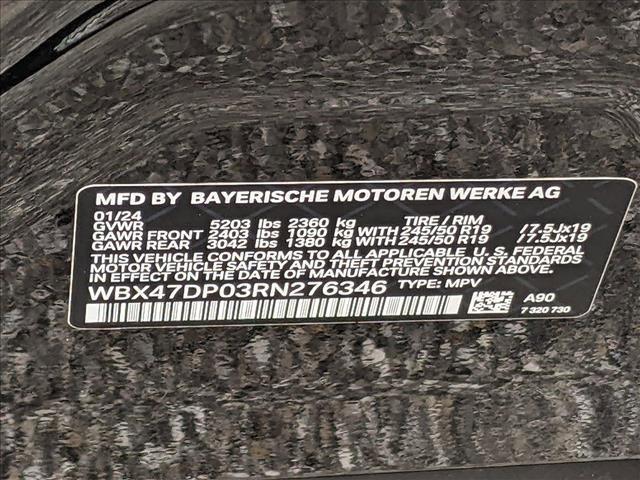 MFD BY BAYERISCHE MOTOREN WERKE AG
01/24 TIRE / RIM
GVWR 5203 lbs 2360 kg
GAWR FRONT 2403 lbs 1090 kg WITH 245/50 R19 / 7.5Jx19
GAWR REAR 3042 lbs 1380 kg WITH 245/50 R19 / 7.5Jx19
THIS VEHICLE CONFORMS TO ALL APPLICABLE U.S. FEDERAL
MOTOR VEHICLE SAFETY AND THEFT PREVENTION STANDARDS
IN EFFECT ON THE DATE OF MANUFACTURE SHOWN ABOVE.
WBX47DP03RN276346 TYPE: MPV
A90
7 320 730